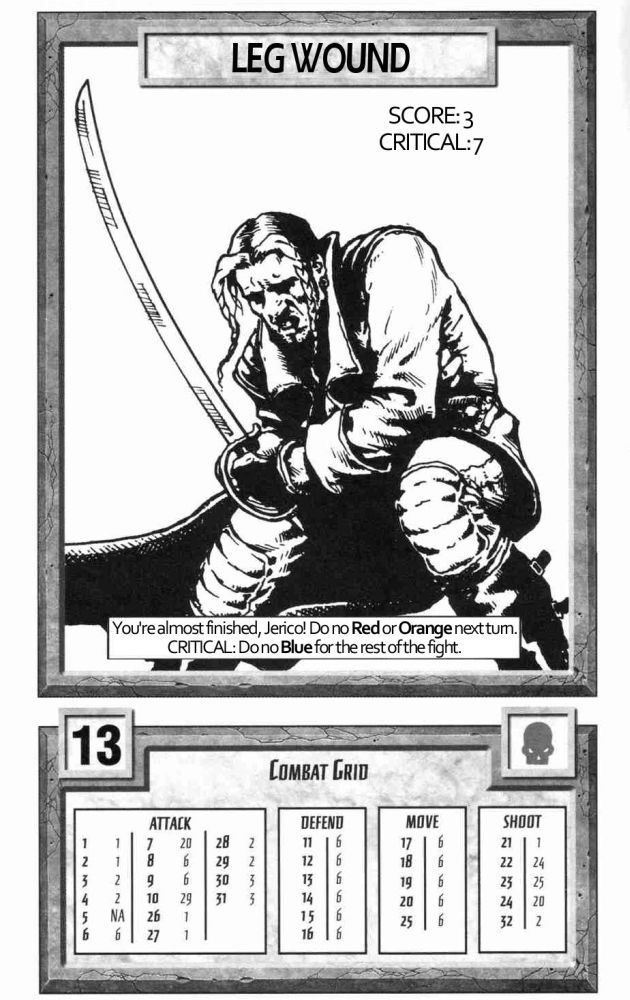 LEG WOUND
SCORE: 3
CRITICAL: 7
You're almost finished, Jerico! Do no Red or Orange next turn.
CRITICAL: Do no Blue for the rest of the fight.
13
COMBAT GRID
ATTACK DEFEND MOVE SHOOT
1 1 7 20 28 2 11 6 17 6 21 1
2 1 8 6 29 2 12 6 18 6 22 24
3 2 9 6 30 3 13 6 19 6 23 25
4 2 10 29 31 3 14 6 20 6 24 20
5 NA 26 1 15 6 25 6 32 2
6 6 27 1 16 6